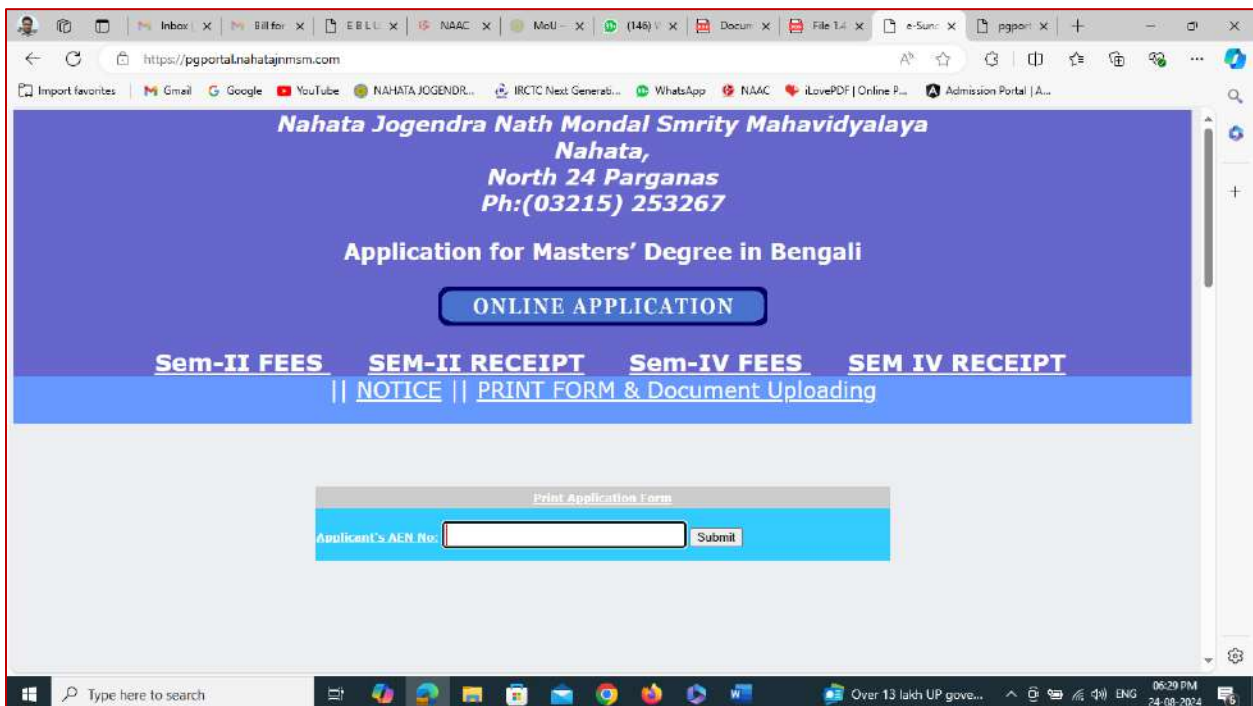 Inbox
Bill for
E B L U
NAAC
MoU -
(146) 
Docum
File 1.4
e-Sunc
pgport
https://pgportal.nahatajnmsm.com
Import favorites
Gmail
Google
YouTube
NAHATA JOGENDR...
IRCTC Next Generati...
WhatsApp
NAAC
iLovePDF | Online P...
Admission Portal | A...
Nahata Jogendra Nath Mondal Smrity Mahavidyalaya
Nahata,
North 24 Parganas
Ph:(03215) 253267
Application for Masters’ Degree in Bengali
ONLINE APPLICATION
Sem-II FEES SEM-II RECEIPT Sem-IV FEES SEM IV RECEIPT
|| NOTICE || PRINT FORM & Document Uploading
Print Application Form
Applicant's AEN No: Submit
Type here to search
Over 13 lakh UP gove...
ENG
06:29 PM
24-08-2024